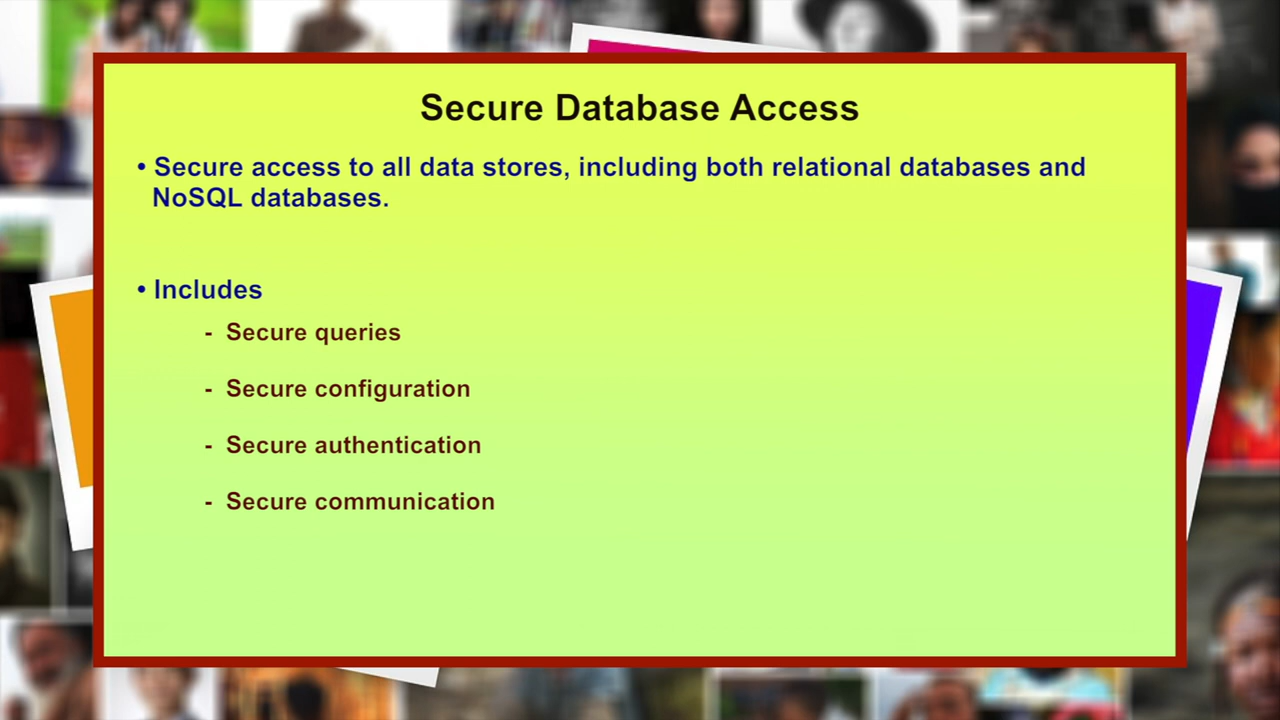 Secure Database Access
• Secure access to all data stores, including both relational databases and
NoSQL databases.
• Includes
- Secure queries
- Secure configuration
- Secure authentication
- Secure communication